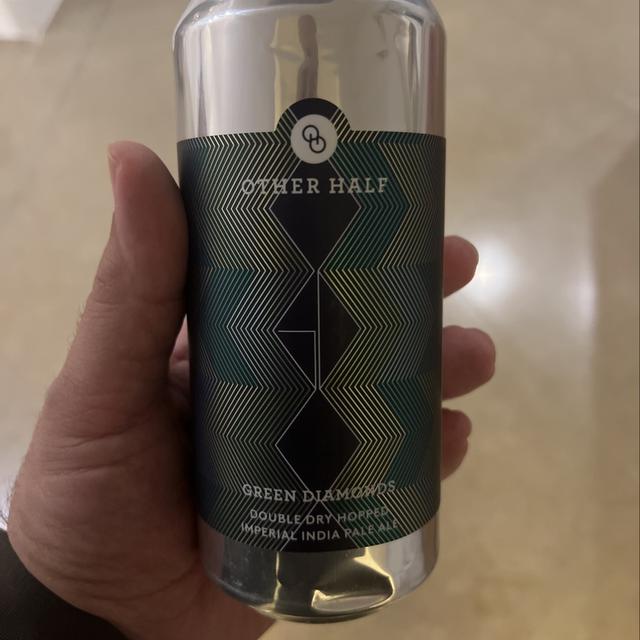 OTHER HALF
GREEN DIAMONDS
DOUBLE DRY HOPPED
IMPERIAL INDIA PALE ALE